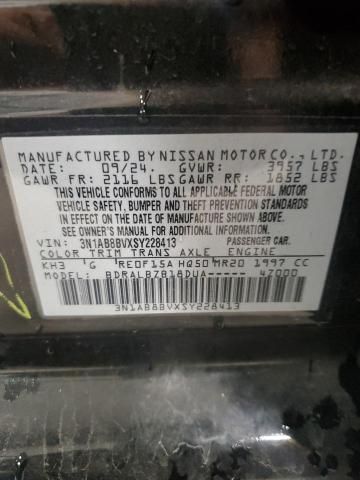 MANUFACTURED BY NISSAN MOTOR CO., LTD.
DATE: 09/24. GVWR: 3957 LBS
GAWR FR: 2116 LBS GAWR RR: 1852 LBS
THIS VEHICLE CONFORMS TO ALL APPLICABLE FEDERAL MOTOR
VEHICLE SAFETY, BUMPER AND THEFT PREVENTION STANDARDS
IN EFFECT ON THE DATE OF MANUFACTURE SHOWN ABOVE.
SEE OWNER'S MANUAL FOR ADDITIONAL INFORMATION
PASSENGER CAR
VIN: 3N1AB8BVXSY228413
COLOR TRIM TRANS AXLE ENGINE
KH3 G RE0F15A HQ50 MR20 1997 CC
MODEL: BDRALBZB18DUA----- 4Z000
3N1AB8BVXSY228413